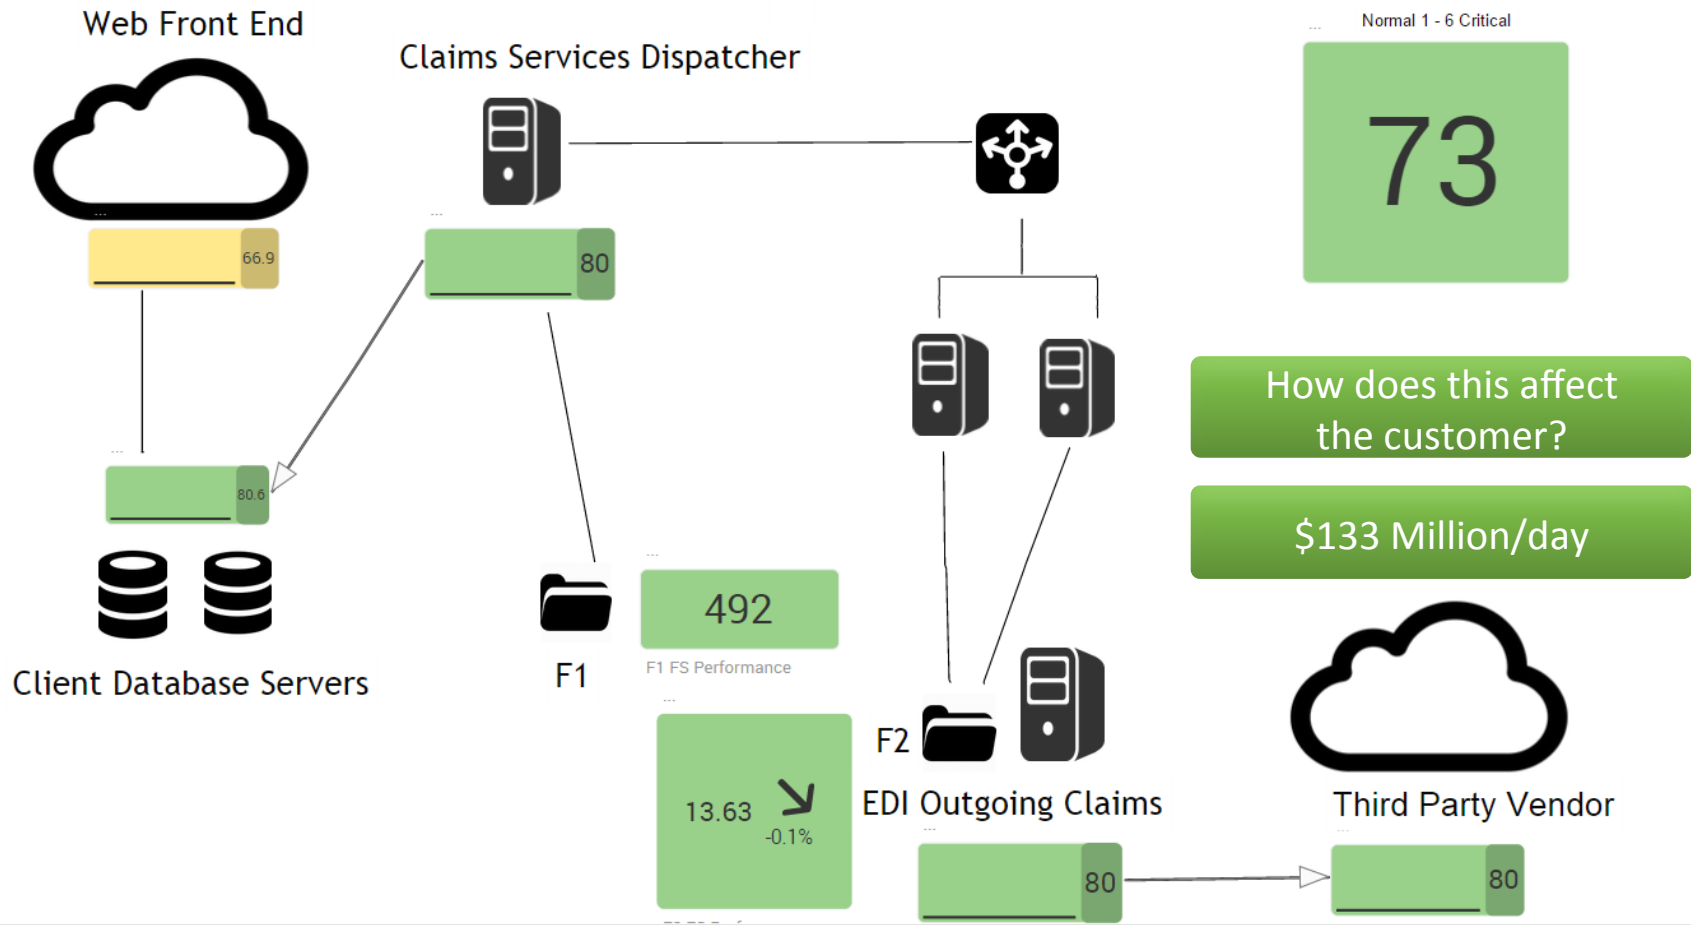 Web Front End
Claims Services Dispatcher
...
Normal 1 - 6 Critical
73
...
66.9
...
80
How does this affect
the customer?
$133 Million/day
...
80.6
Client Database Servers
...
492
F1 FS Performance
F1
...
13.63
-0.1%
F2
EDI Outgoing Claims
...
80
Third Party Vendor
...
80